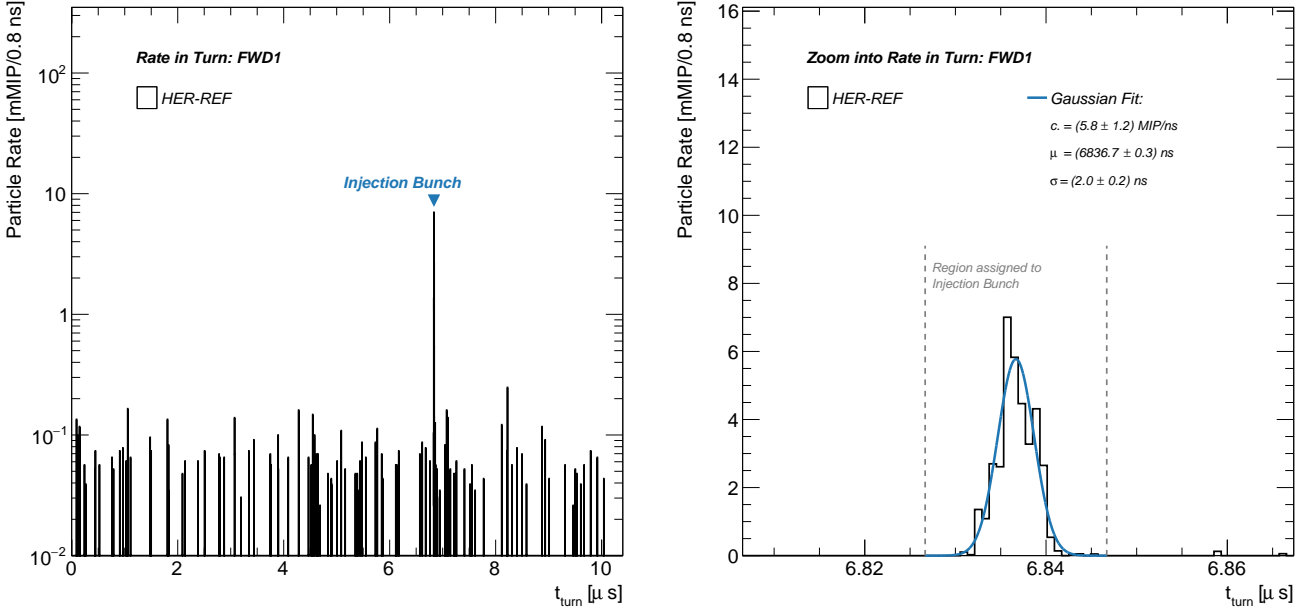 Particle Rate [mMIP/0.8 ns]
Rate in Turn: FWD1
HER-REF
Injection Bunch
10²
10
1
10⁻¹
10⁻²
0 2 4 6 8 10
t_turn [μ s]
Particle Rate [mMIP/0.8 ns]
Zoom into Rate in Turn: FWD1
HER-REF
Gaussian Fit:
c. = (5.8 ± 1.2) MIP/ns
μ = (6836.7 ± 0.3) ns
σ = (2.0 ± 0.2) ns
Region assigned to
Injection Bunch
16
14
12
10
8
6
4
2
0
6.82 6.84 6.86
t_turn [μ s]